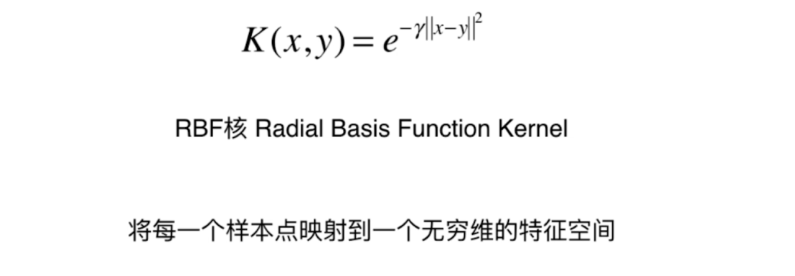 K(x,y) = e^{-γ||x-y||^2}
RBF核 Radial Basis Function Kernel
将每一个样本点映射到一个无穷维的特征空间